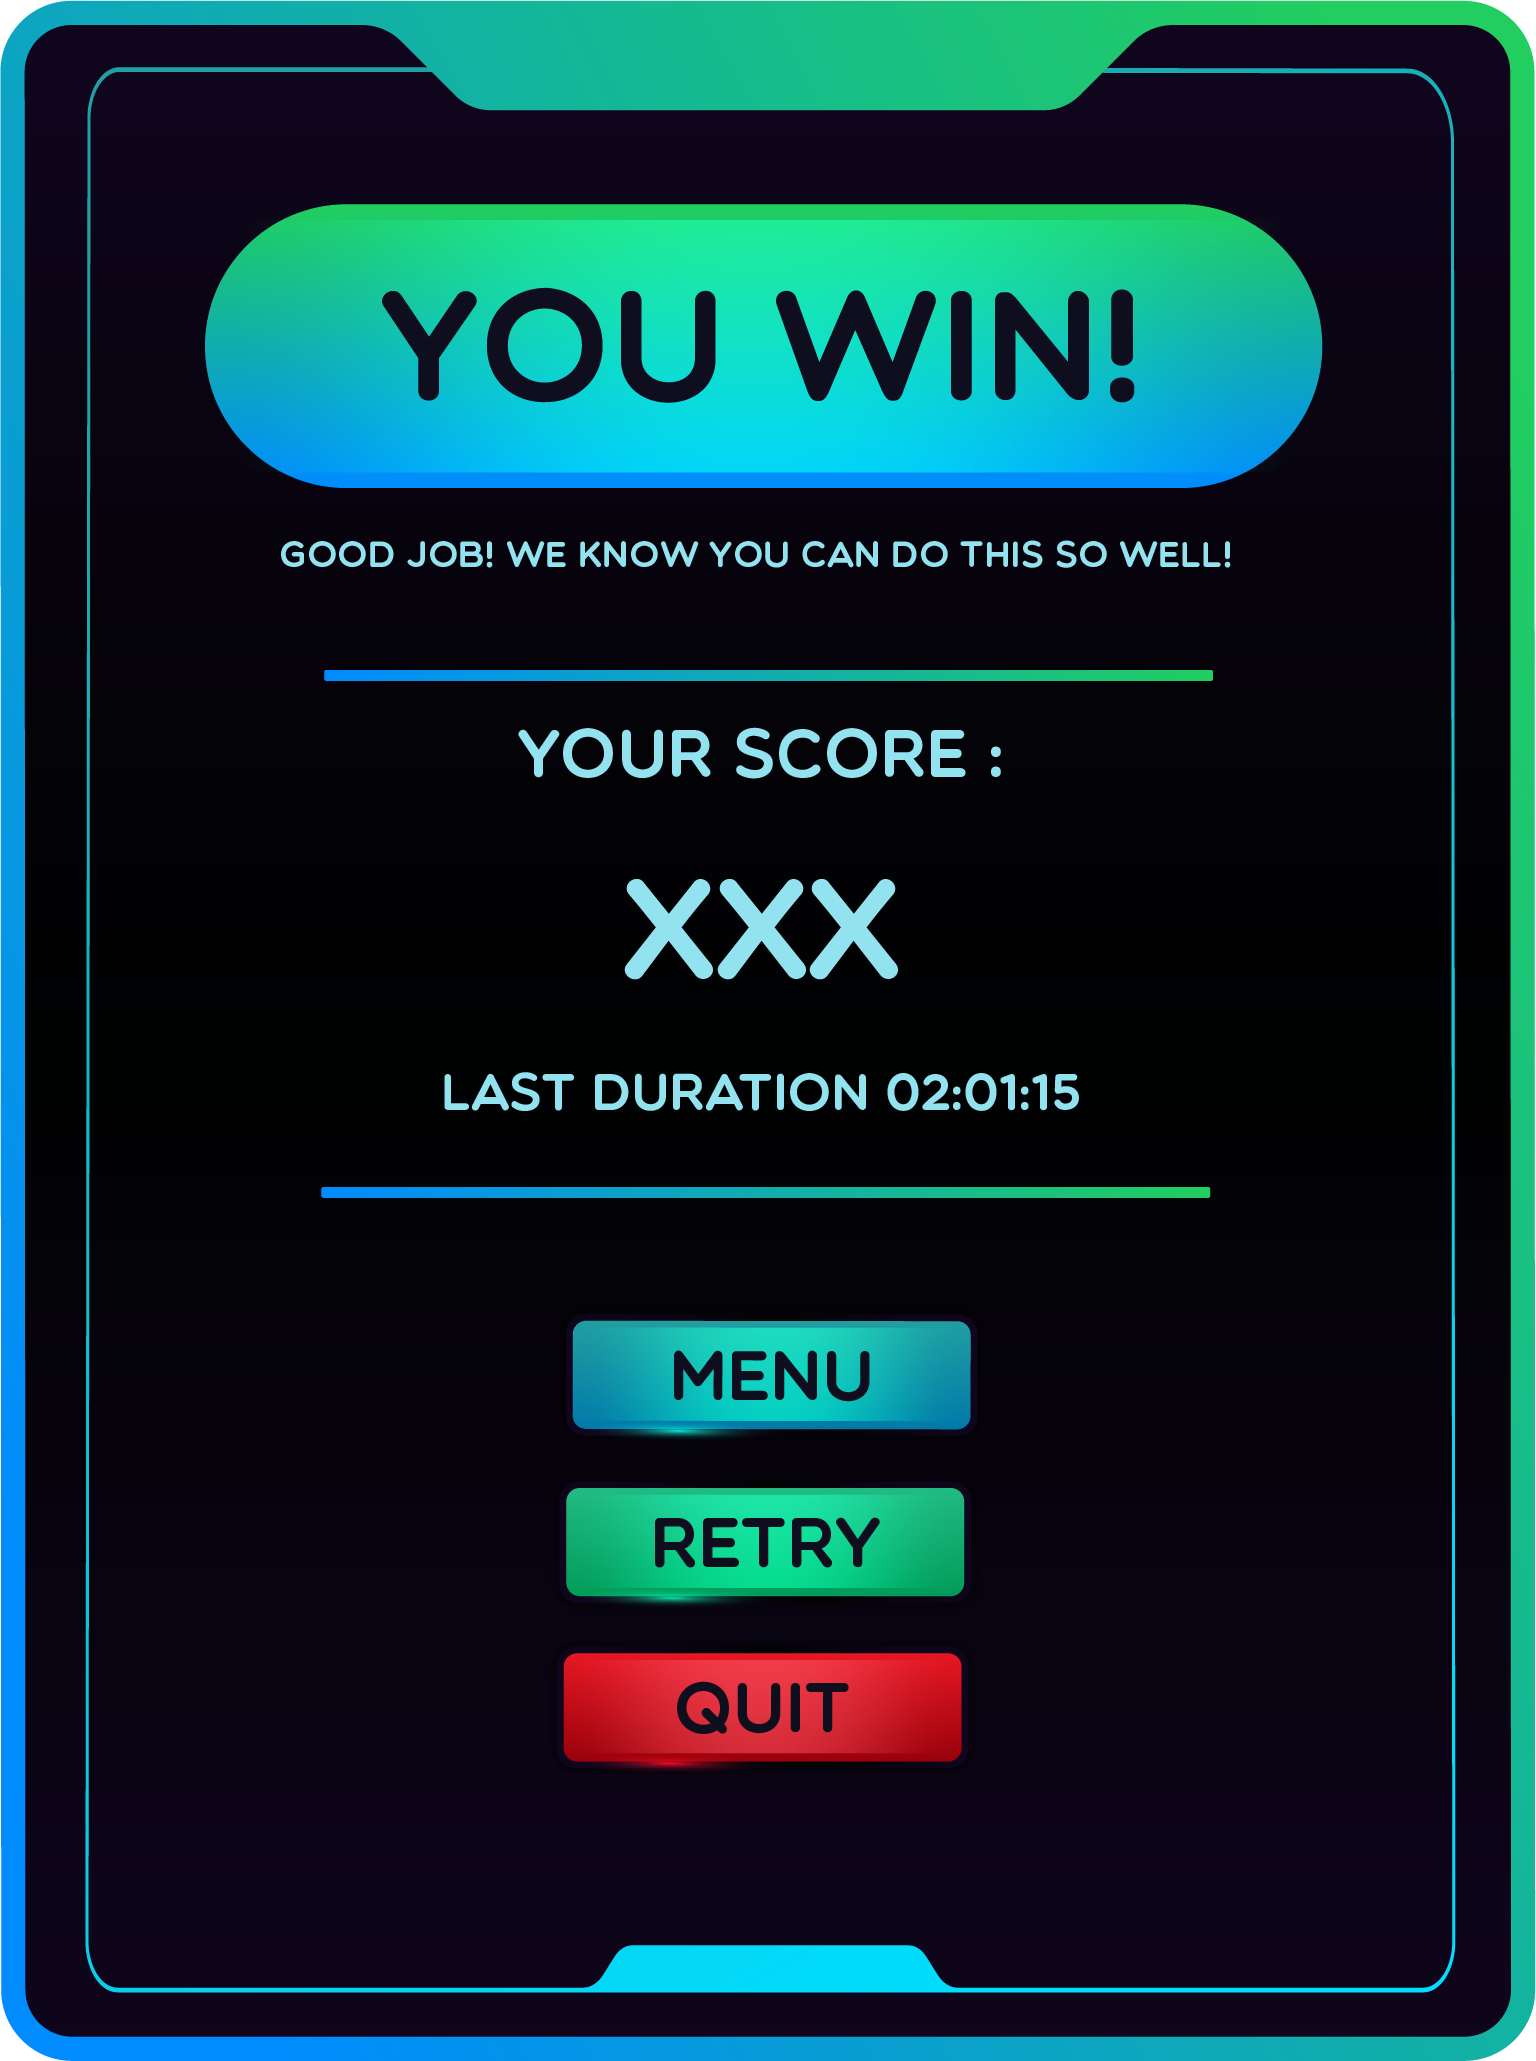 YOU WIN!
GOOD JOB! WE KNOW YOU CAN DO THIS SO WELL!
YOUR SCORE :
XXX
LAST DURATION 02:01:15
MENU
RETRY
QUIT